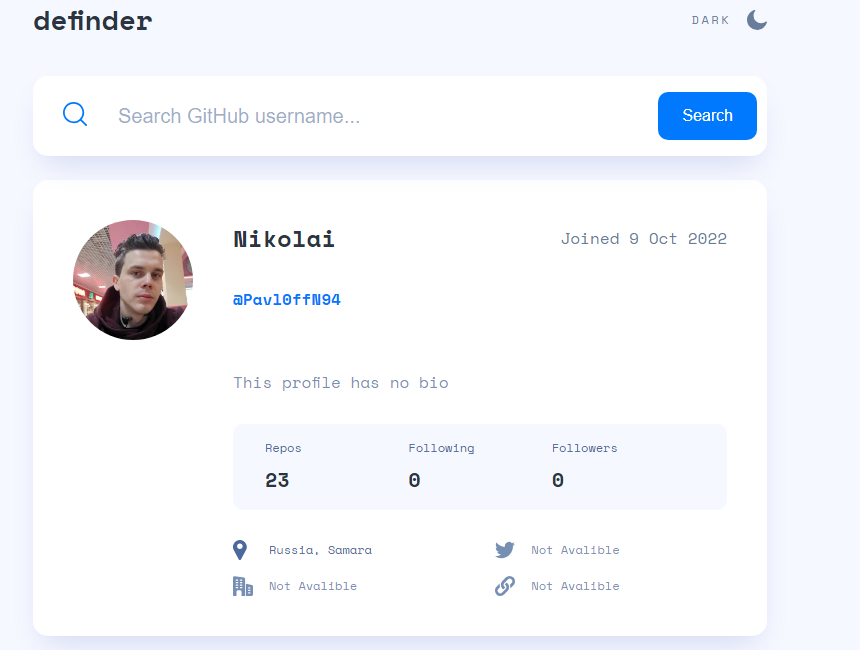 definder
DARK
Search GitHub username...
Search
Nikolai
Joined 9 Oct 2022
@Pavl0ffN94
This profile has no bio
Repos
Following
Followers
23
0
0
Russia, Samara
Not Avalible
Not Avalible
Not Avalible